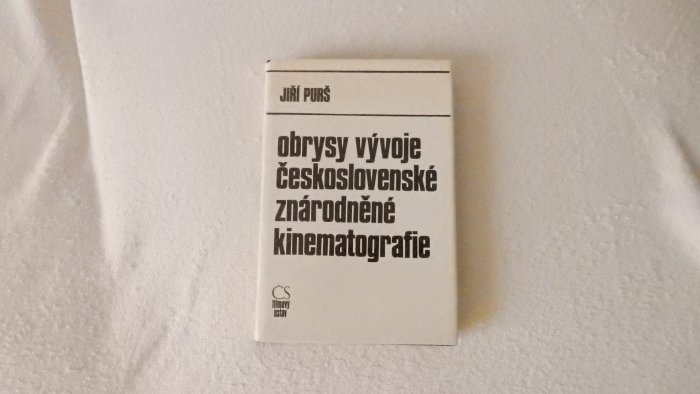 JIŘÍ PURŠ
obrysy vývoje
československé
znárodněné
kinematografie
ČS
filmový
ústav